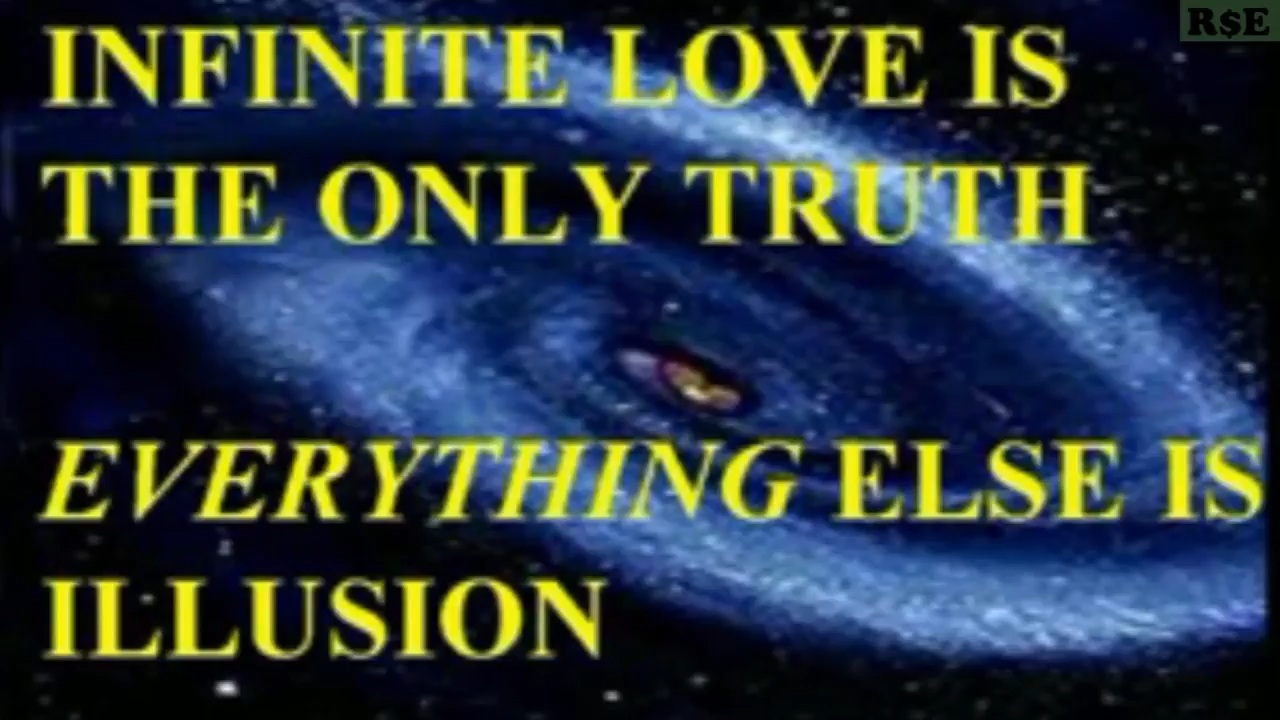 R$E
INFINITE LOVE IS
THE ONLY TRUTH
EVERYTHING ELSE IS
ILLUSION